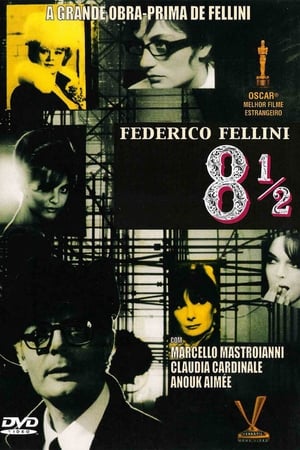 A GRANDE OBRA-PRIMA DE FELLINI
OSCAR®
MELHOR FILME
ESTRANGEIRO
FEDERICO FELLINI
8 1/2
COM
MARCELLO MASTROIANNI
CLAUDIA CARDINALE
ANOUK AIMÉE
DVD
VIDEO